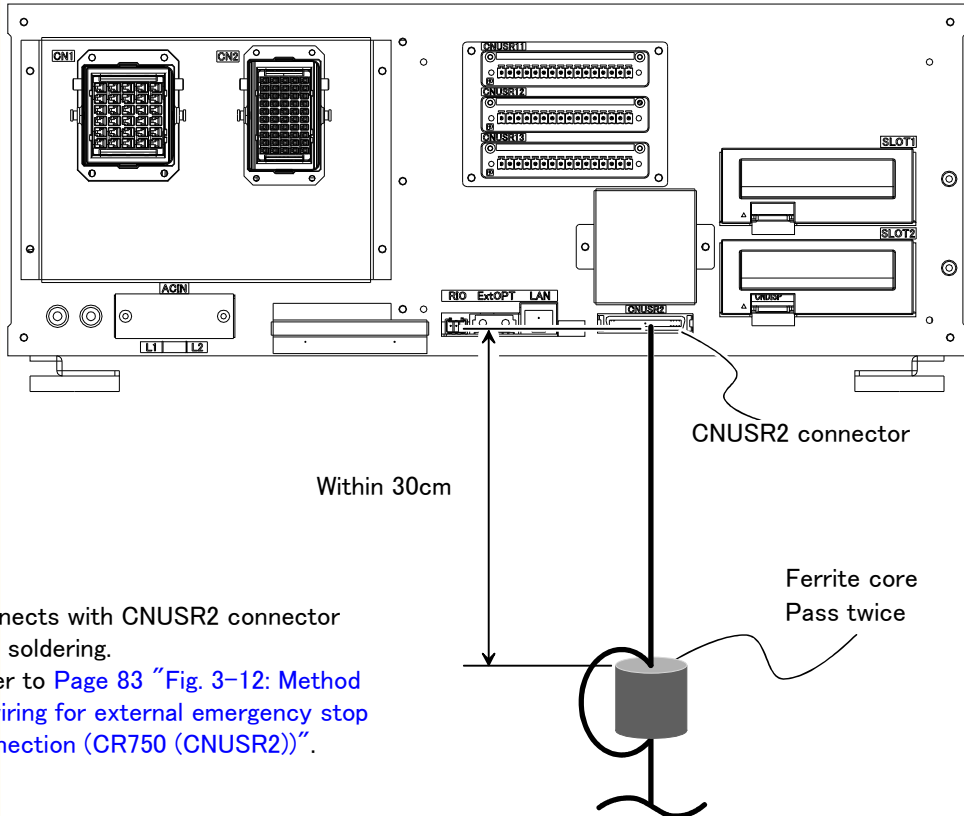 CN1
CN2
CNUSR11
CNUSR12
CNUSR13
SLOT1
SLOT2
CNDISP
ACIN
L1 L2
RIO ExtOPT LAN
CNUSR2
CNUSR2 connector
Within 30cm
Ferrite core
Pass twice
nects with CNUSR2 connector
soldering.
er to Page 83 "Fig. 3-12: Method
iring for external emergency stop
nection (CR750 (CNUSR2))".